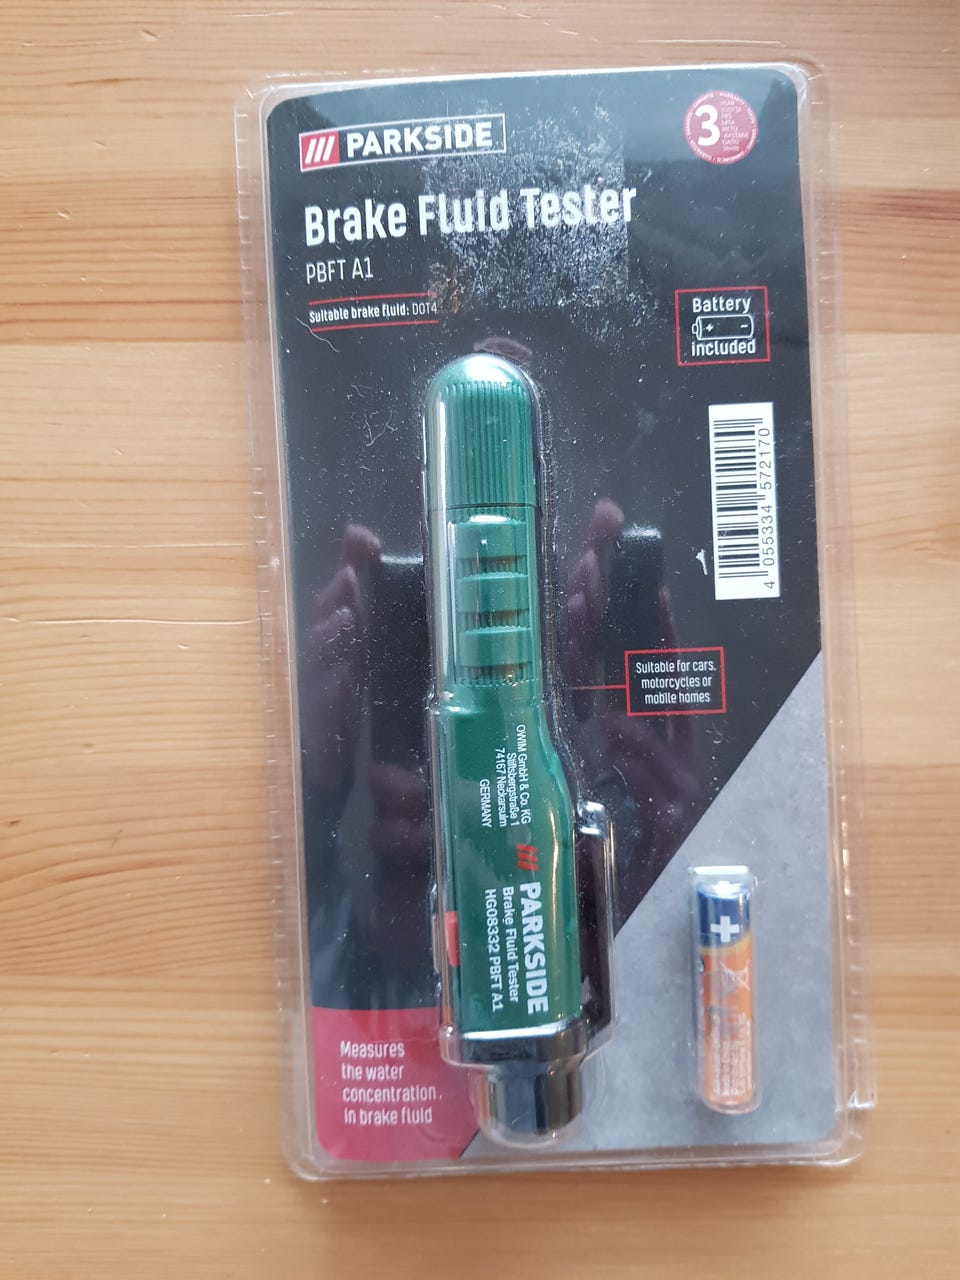 PARKSIDE
3
Brake Fluid Tester
PBFT A1
Suitable brake fluid: DOT4
Battery
+ -
included
4 055334 572170
Suitable for cars,
motorcycles or
mobile homes
OWIM GmbH & Co. KG
Stiftsbergstraße 1
74167 Neckarsulm
GERMANY
PARKSIDE
Brake Fluid Tester
HG08332 PBFT A1
+
Measures
the water
concentration
in brake fluid